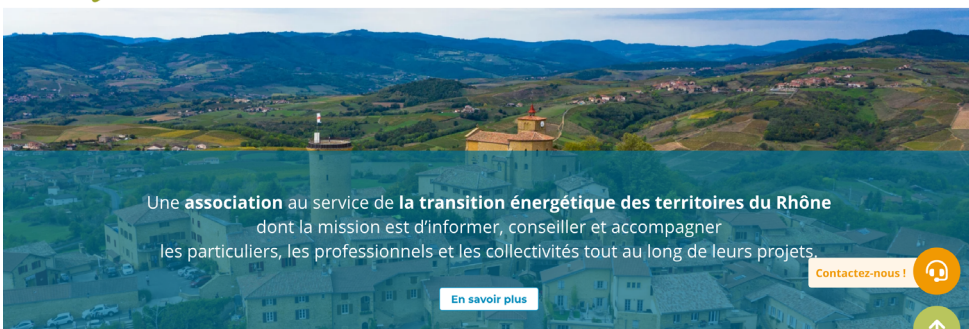 Une association au service de la transition énergétique des territoires du Rhône
dont la mission est d'informer, conseiller et accompagner
les particuliers, les professionnels et les collectivités tout au long de leurs projets.
Contactez-nous !
En savoir plus